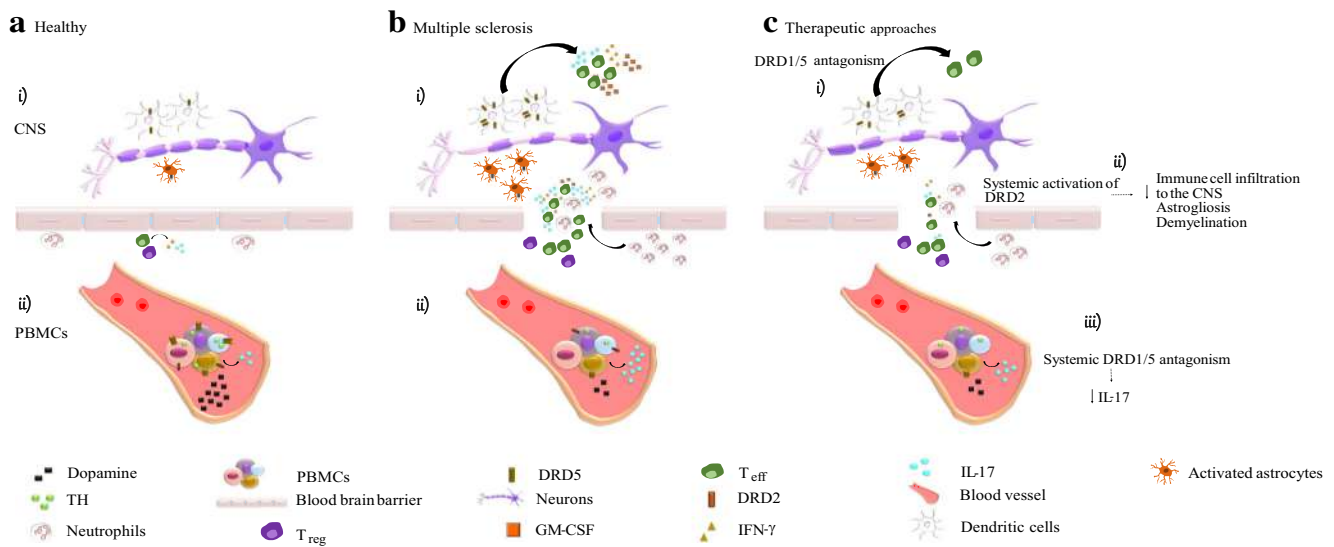 a Healthy
b Multiple sclerosis
c Therapeutic approaches
i)
CNS
ii)
PBMCs
i)
ii)
DRD1/5 antagonism
i)
ii)
Systemic activation of
DRD2
↓ Immune cell infiltration
to the CNS
Astrogliosis
Demyelination
iii)
Systemic DRD1/5 antagonism
↓ IL-17
Dopamine
PBMCs
DRD5
T eff
IL-17
Activated astrocytes
TH
Blood brain barrier
Neurons
DRD2
Blood vessel
Neutrophils
T reg
GM-CSF
IFN-γ
Dendritic cells